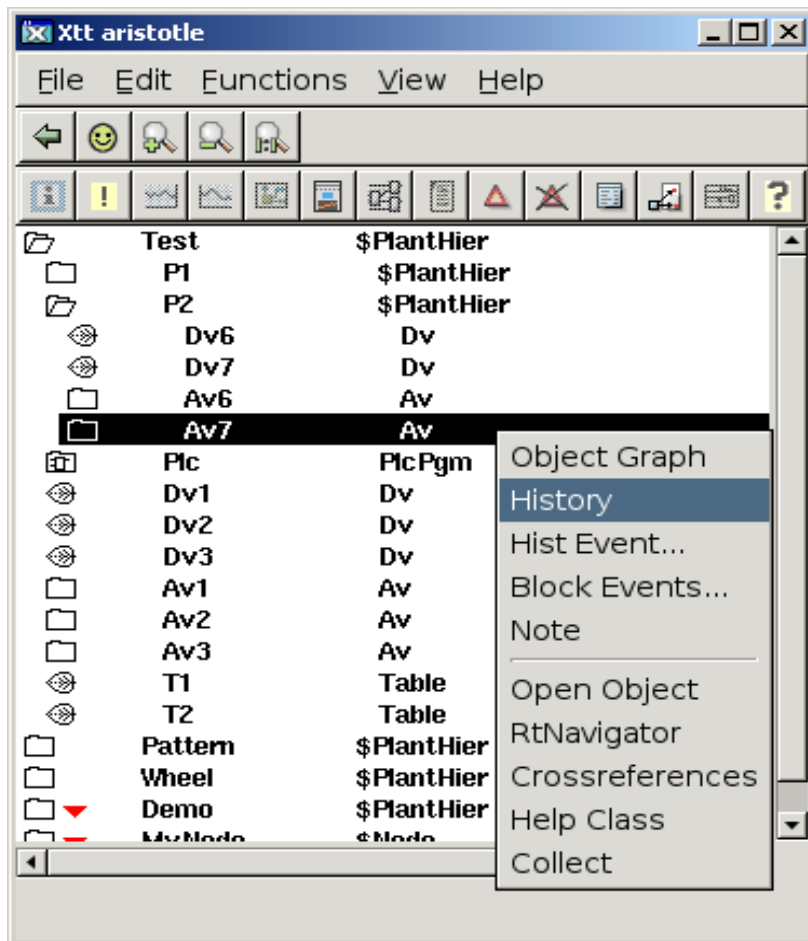 Xtt aristotle
File Edit Functions View Help
Test $PlantHier
P1 $PlantHier
P2 $PlantHier
Dv6 Dv
Dv7 Dv
Av6 Av
Av7 Av
Plc PlcPgm
Dv1 Dv
Dv2 Dv
Dv3 Dv
Av1 Av
Av2 Av
Av3 Av
T1 Table
T2 Table
Pattern $PlantHier
Wheel $PlantHier
Demo $PlantHier
MyNode $Node
Object Graph
History
Hist Event...
Block Events...
Note
Open Object
RtNavigator
Crossreferences
Help Class
Collect